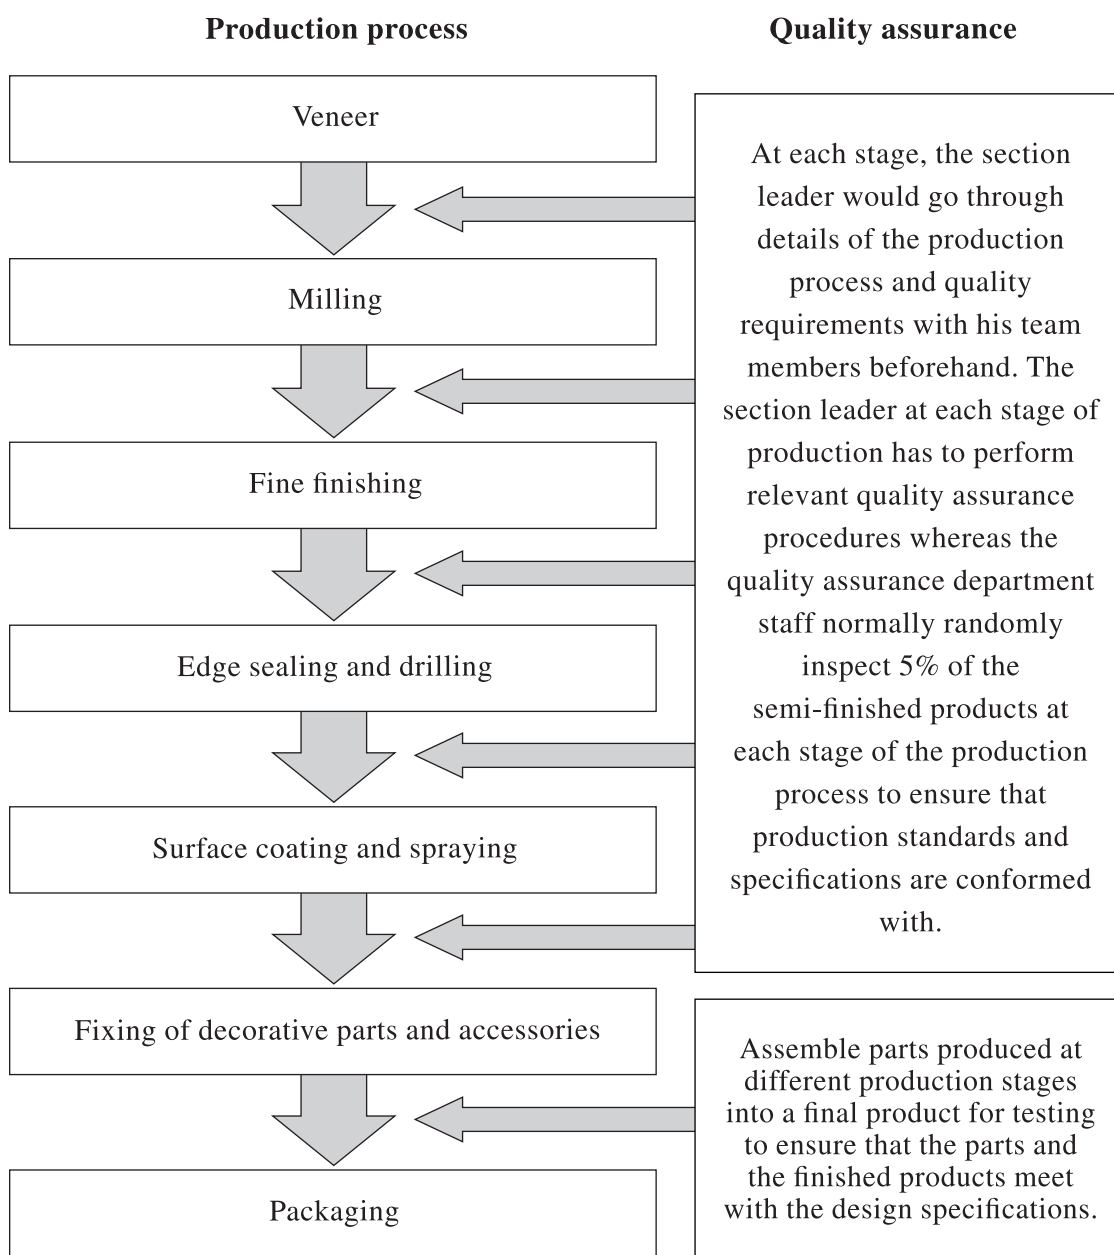 Production process
Quality assurance
Veneer
Milling
Fine finishing
Edge sealing and drilling
Surface coating and spraying
Fixing of decorative parts and accessories
Packaging
At each stage, the section
leader would go through
details of the production
process and quality
requirements with his team
members beforehand. The
section leader at each stage of
production has to perform
relevant quality assurance
procedures whereas the
quality assurance department
staff normally randomly
inspect 5% of the
semi-finished products at
each stage of the production
process to ensure that
production standards and
specifications are conformed
with.
Assemble parts produced at
different production stages
into a final product for testing
to ensure that the parts and
the finished products meet
with the design specifications.